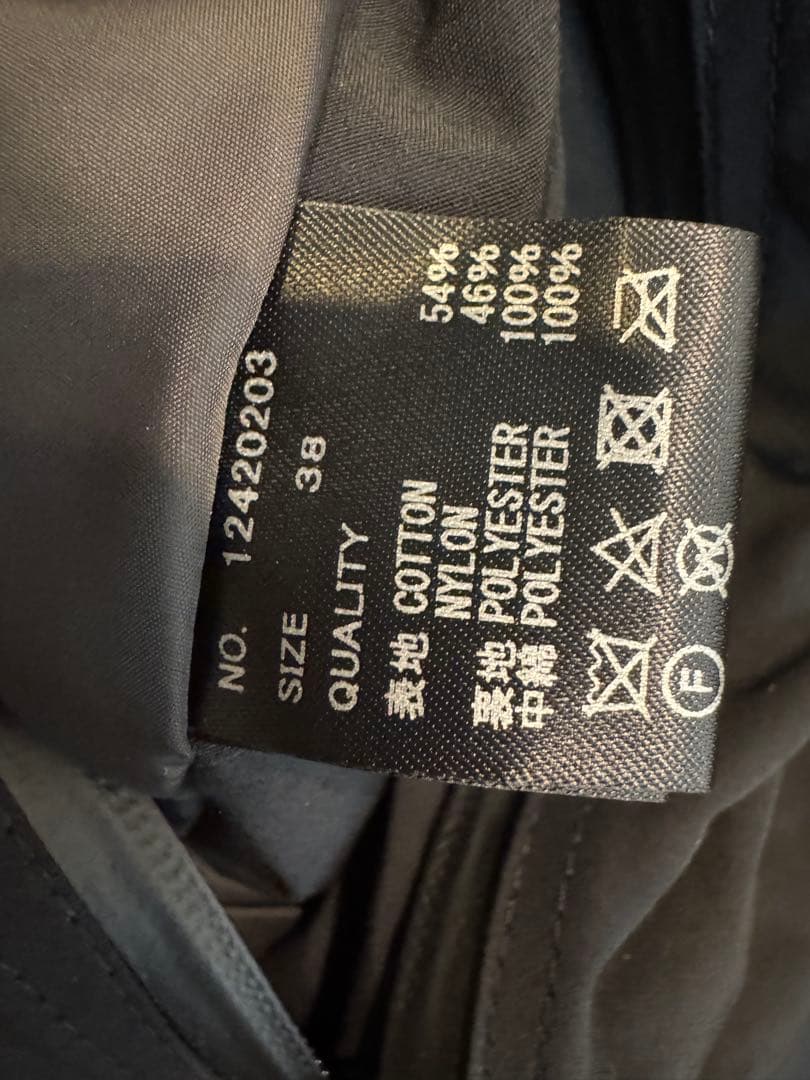 NO. 12420203
SIZE 38
QUALITY
表地 COTTON 54%
NYLON 46%
裏地 POLYESTER 100%
中綿 POLYESTER 100%
F